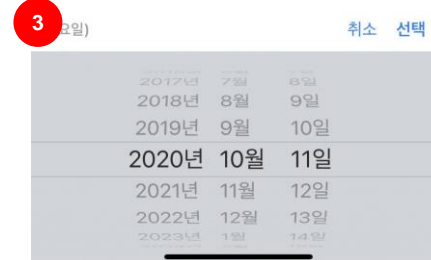 3 요일) 취소 선택
2017년 7월 8일
2018년 8월 9일
2019년 9월 10일
2020년 10월 11일
2021년 11월 12일
2022년 12월 13일
2023년 1월 14일